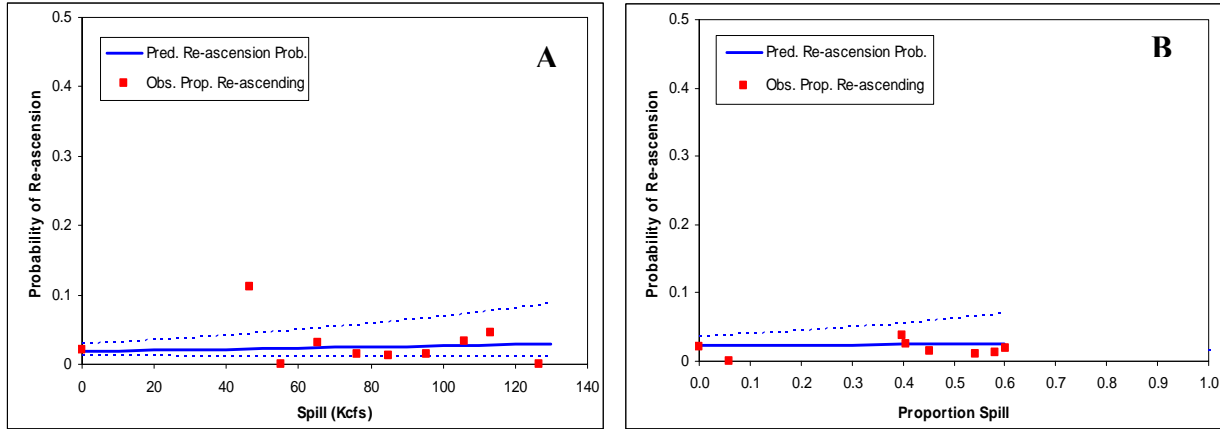 0.5
0.4
0.3
0.2
0.1
0
0 20 40 60 80 100 120 140
Probability of Re-ascension
Spill (Kcfs)
Pred. Re-ascension Prob.
Obs. Prop. Re-ascending
A
0.5
0.4
0.3
0.2
0.1
0
0.0 0.1 0.2 0.3 0.4 0.5 0.6 0.7 0.8 0.9 1.0
Probability of Re-ascension
Proportion Spill
Pred. Re-ascension Prob.
Obs. Prop. Re-ascending
B